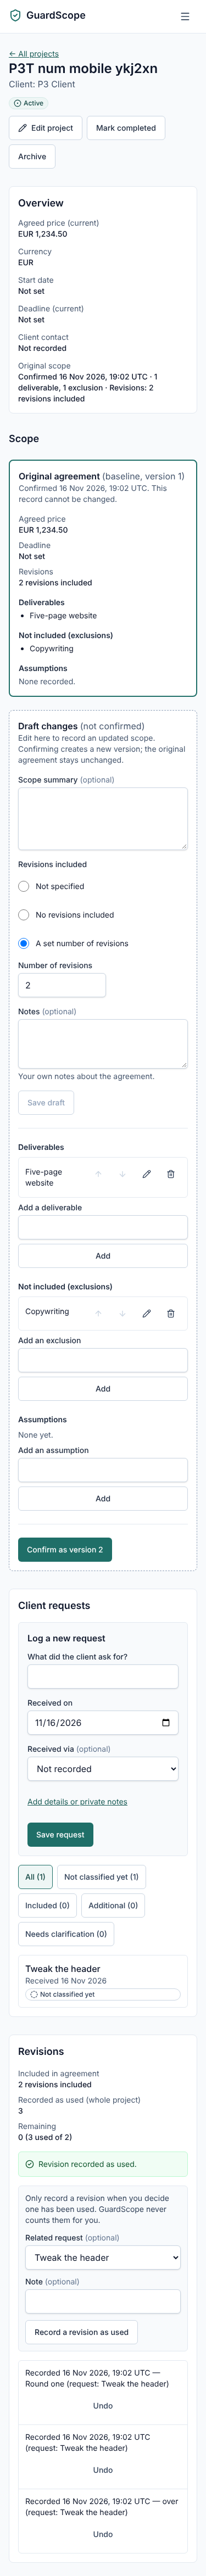 GuardScope
← All projects
P3T num mobile ykj2xn
Client: P3 Client
Active
Edit project
Mark completed
Archive
Overview
Agreed price (current)
EUR 1,234.50
Currency
EUR
Start date
Not set
Deadline (current)
Not set
Client contact
Not recorded
Original scope
Confirmed 16 Nov 2026, 19:02 UTC · 1
deliverable, 1 exclusion · Revisions: 2
revisions included
Scope
Original agreement (baseline, version 1)
Confirmed 16 Nov 2026, 19:02 UTC. This
record cannot be changed.
Agreed price
EUR 1,234.50
Deadline
Not set
Revisions
2 revisions included
Deliverables
• Five-page website
Not included (exclusions)
• Copywriting
Assumptions
None recorded.
Draft changes (not confirmed)
Edit here to record an updated scope.
Confirming creates a new version; the original
agreement stays unchanged.
Scope summary (optional)
Revisions included
Not specified
No revisions included
A set number of revisions
Number of revisions
2
Notes (optional)
Your own notes about the agreement.
Save draft
Deliverables
Five-page
website
Add a deliverable
Add
Not included (exclusions)
Copywriting
Add an exclusion
Add
Assumptions
None yet.
Add an assumption
Add
Confirm as version 2
Client requests
Log a new request
What did the client ask for?
Received on
11/16/2026
Received via (optional)
Not recorded
Add details or private notes
Save request
All (1)
Not classified yet (1)
Included (0)
Additional (0)
Needs clarification (0)
Tweak the header
Received 16 Nov 2026
Not classified yet
Revisions
Included in agreement
2 revisions included
Recorded as used (whole project)
3
Remaining
0 (3 used of 2)
Revision recorded as used.
Only record a revision when you decide
one has been used. GuardScope never
counts them for you.
Related request (optional)
Tweak the header
Note (optional)
Record a revision as used
Recorded 16 Nov 2026, 19:02 UTC —
Round one (request: Tweak the header)
Undo
Recorded 16 Nov 2026, 19:02 UTC
(request: Tweak the header)
Undo
Recorded 16 Nov 2026, 19:02 UTC — over
(request: Tweak the header)
Undo